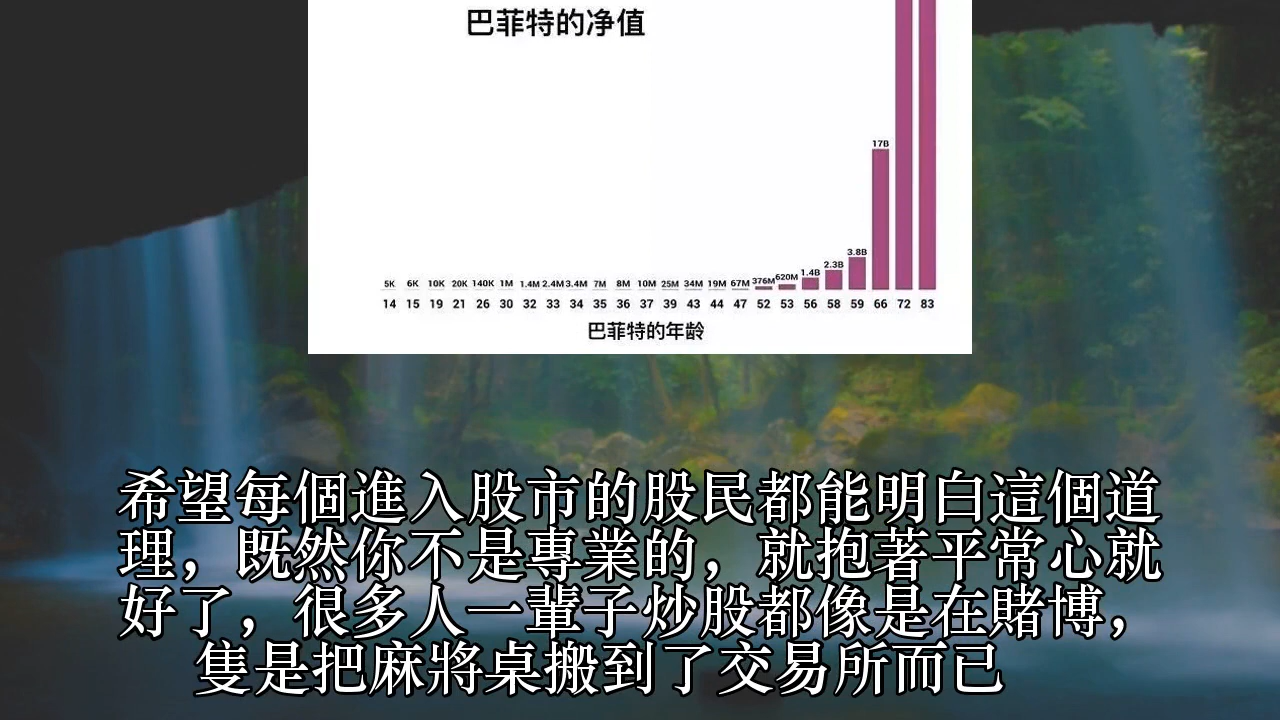 巴菲特的净值
17B
5K 6K 10K 20K 140K 1M 1.4M 2.4M 3.4M 7M 8M 10M 25M 34M 19M 67M 376M 620M 1.4B 2.3B 3.8B
14 15 19 21 26 30 32 33 34 35 36 37 39 43 44 47 52 53 56 58 59 66 72 83
巴菲特的年龄
希望每個進入股市的股民都能明白這個道
理，既然你不是專業的，就抱著平常心就
好了，很多人一輩子炒股都像是在賭博，
隻是把麻將桌搬到了交易所而已